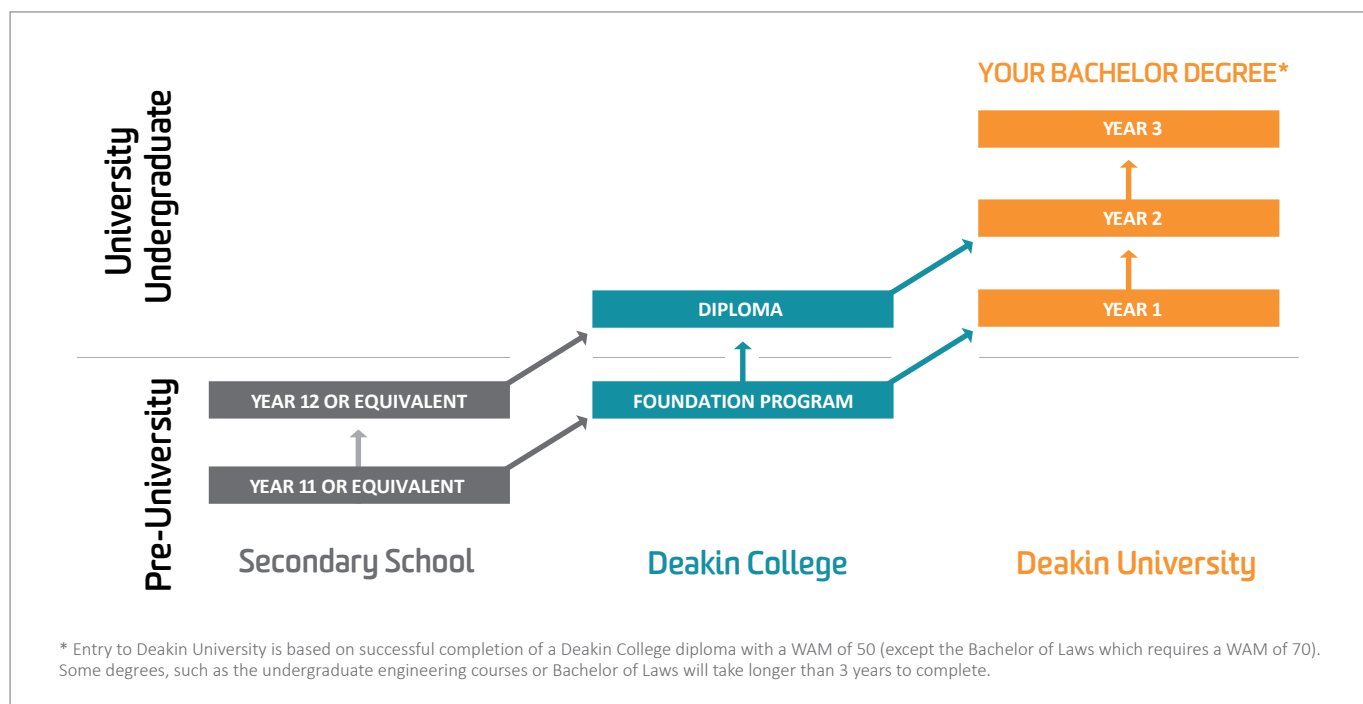 YOUR BACHELOR DEGREE*
University
Undergraduate
YEAR 3
YEAR 2
DIPLOMA
YEAR 1
Pre-University
YEAR 12 OR EQUIVALENT
FOUNDATION PROGRAM
YEAR 11 OR EQUIVALENT
Secondary School
Deakin College
Deakin University
* Entry to Deakin University is based on successful completion of a Deakin College diploma with a WAM of 50 (except the Bachelor of Laws which requires a WAM of 70).
Some degrees, such as the undergraduate engineering courses or Bachelor of Laws will take longer than 3 years to complete.